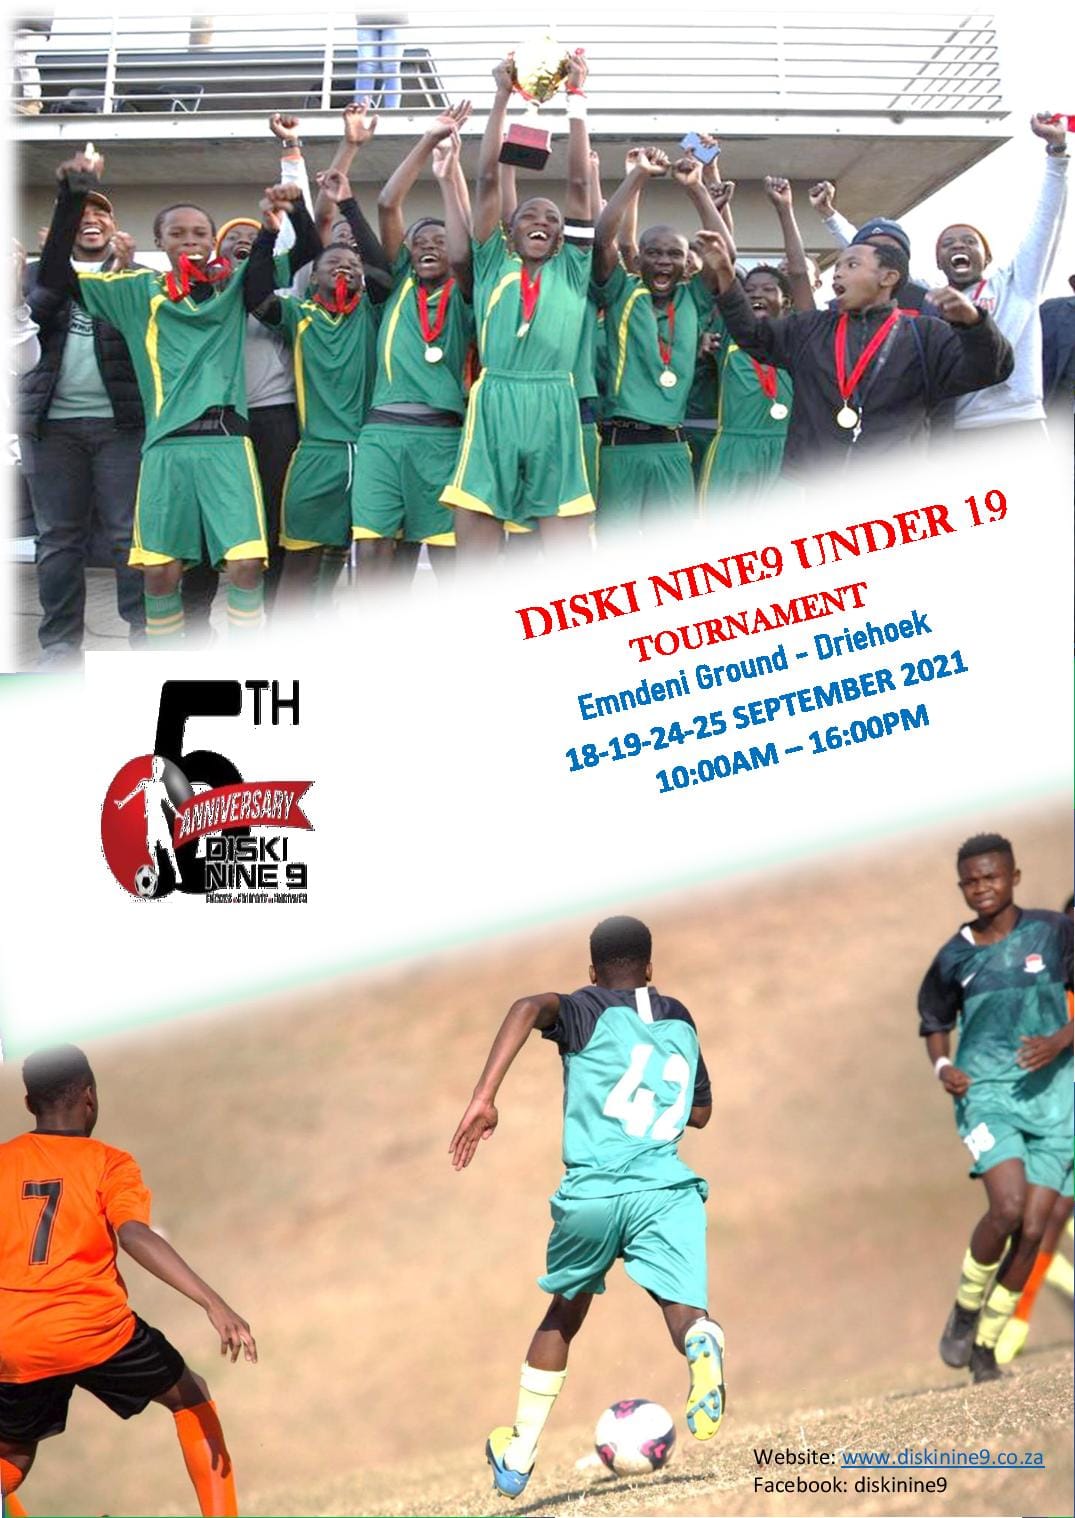 DISKI NINE9 UNDER 19
TOURNAMENT
Emndeni Ground - Driehoek
18-19-24-25 SEPTEMBER 2021
10:00AM – 16:00PM
5TH
ANNIVERSARY
DISKI
NINE 9
42
7
Website: www.diskinine9.co.za
Facebook: diskinine9